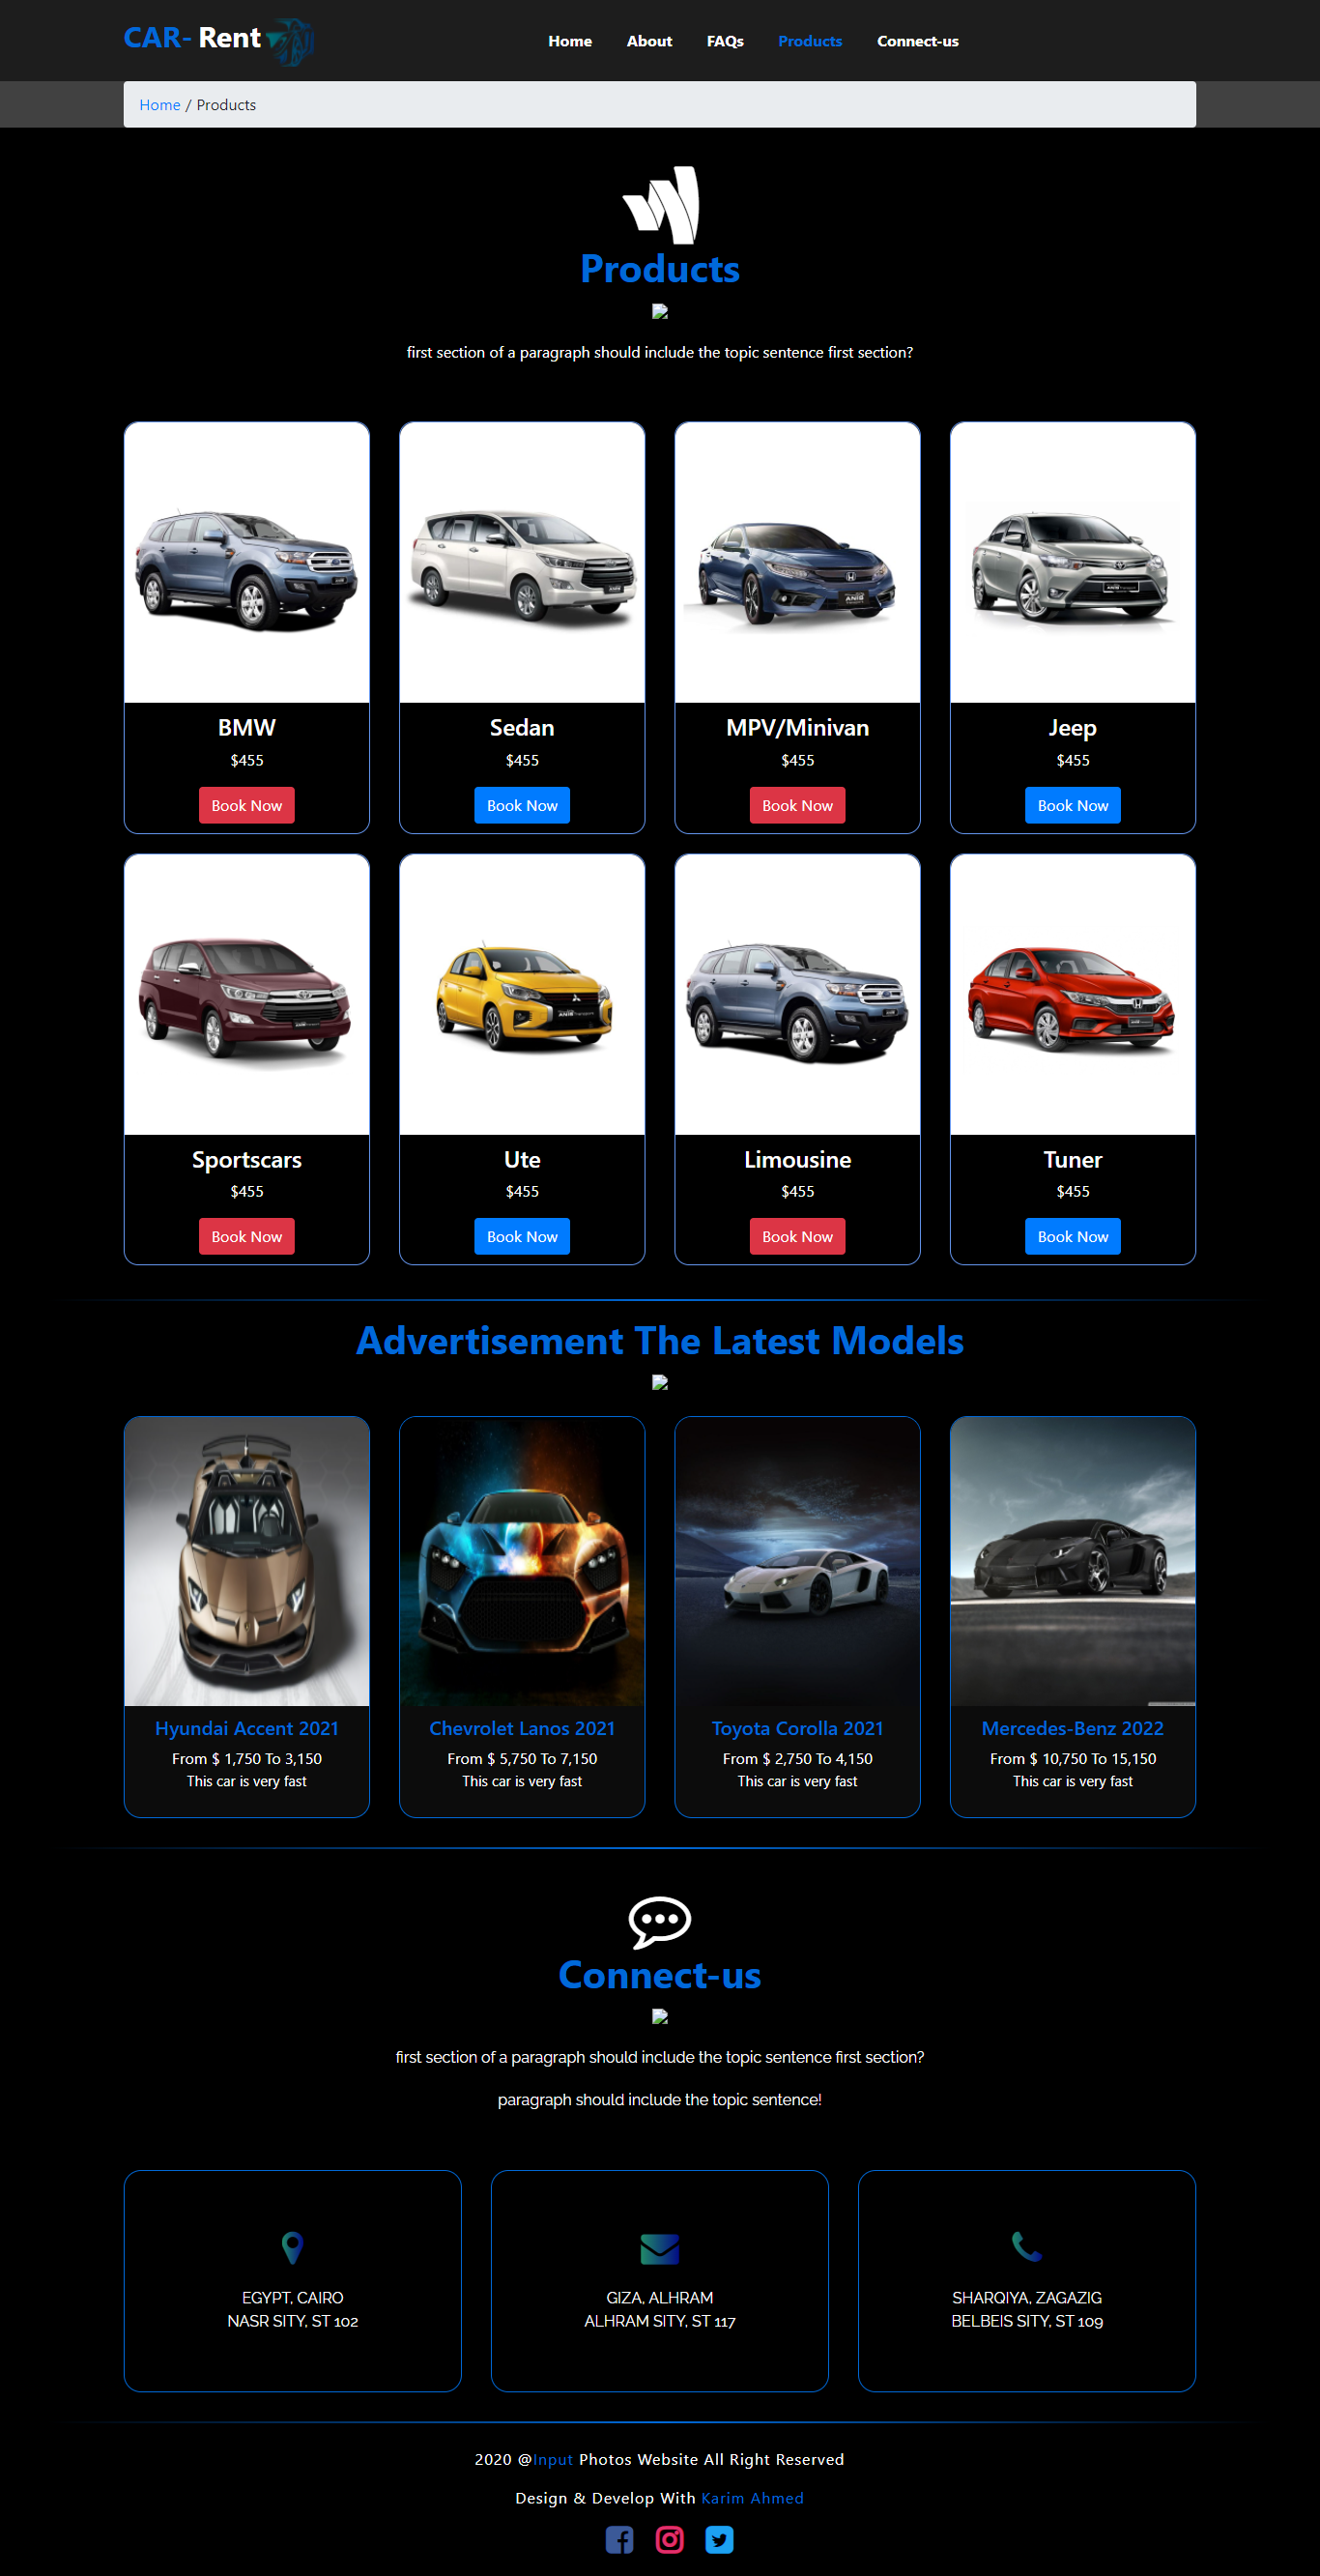 CAR- Rent
Home About FAQs Products Connect-us
Home / Products
Products
first section of a paragraph should include the topic sentence first section?
BMW Sedan MPV/Minivan Jeep
$455 $455 $455 $455
Book Now Book Now Book Now Book Now
Sportscars Ute Limousine Tuner
$455 $455 $455 $455
Book Now Book Now Book Now Book Now
Advertisement The Latest Models
Hyundai Accent 2021 Chevrolet Lanos 2021 Toyota Corolla 2021 Mercedes-Benz 2022
From $ 1,750 To 3,150 From $ 5,750 To 7,150 From $ 2,750 To 4,150 From $ 10,750 To 15,150
This car is very fast This car is very fast This car is very fast This car is very fast
Connect-us
first section of a paragraph should include the topic sentence first section?
paragraph should include the topic sentence!
EGYPT, CAIRO GIZA, ALHRAM SHARQIYA, ZAGAZIG
NASR SITY, ST 102 ALHRAM SITY, ST 117 BELBEIS SITY, ST 109
2020 @Input Photos Website All Right Reserved
Design & Develop With Karim Ahmed